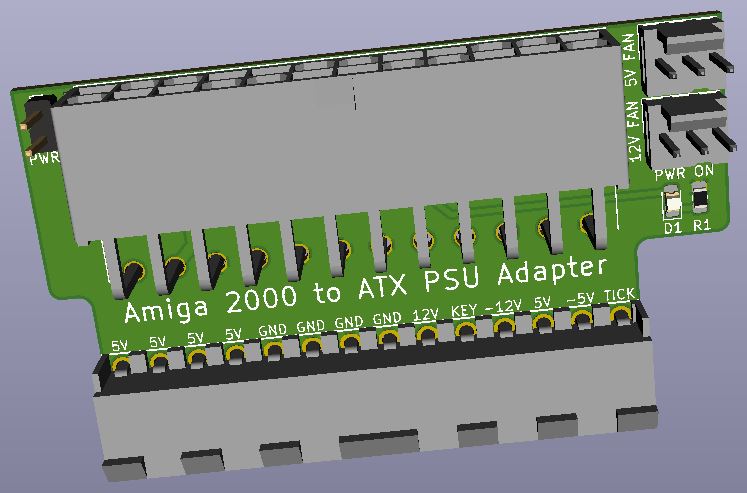 5V FAN
12V FAN
PWR
PWR ON
D1 R1
Amiga 2000 to ATX PSU Adapter
5V 5V 5V 5V GND GND GND GND 12V KEY -12V 5V -5V TICK